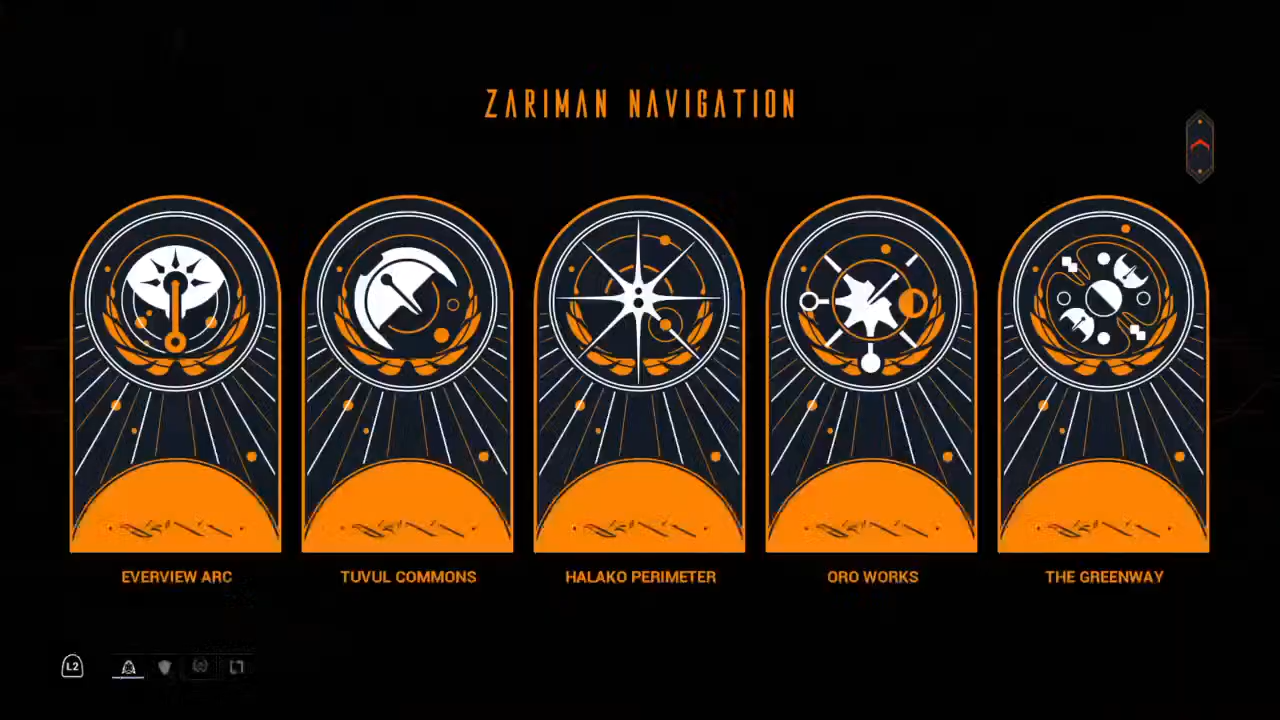 ZARIMAN NAVIGATION
EVERVIEW ARC
TUVUL COMMONS
HALAKO PERIMETER
ORO WORKS
THE GREENWAY
L2